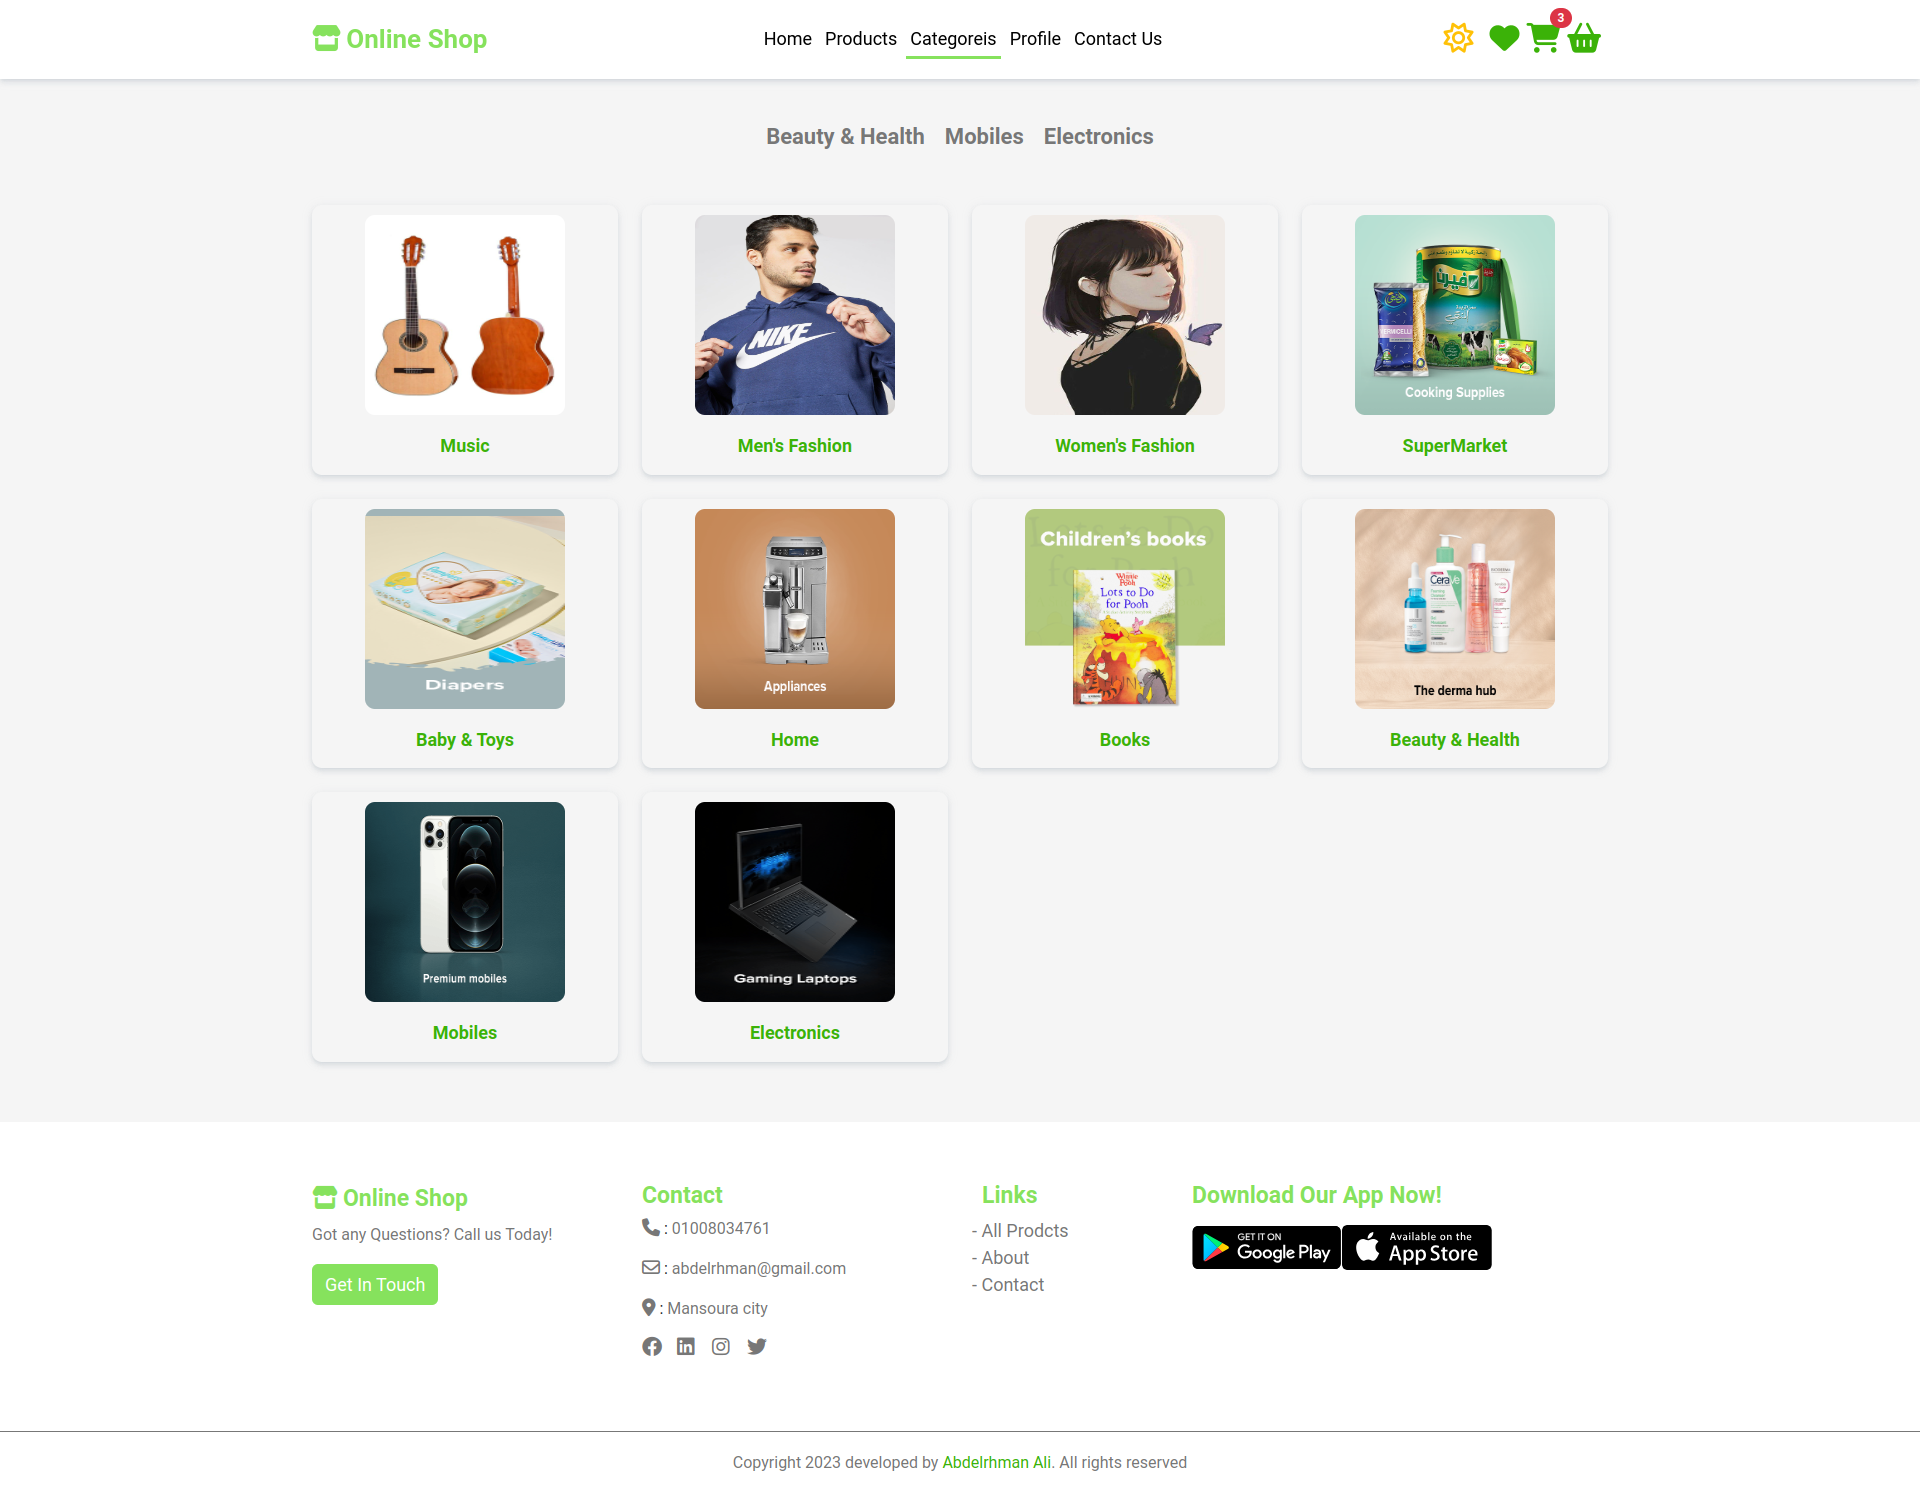 Online Shop
Home Products Categoreis Profile Contact Us
3
Beauty & Health Mobiles Electronics
Music
NIKE
Men's Fashion
Women's Fashion
VERMICELLI
Cooking Supplies
SuperMarket
Diapers
Baby & Toys
Appliances
Home
Children's books
Winnie Pooh
Lots to Do
for Pooh
Books
CeraVe
The derma hub
Beauty & Health
Premium mobiles
Mobiles
Gaming Laptops
Electronics
Online Shop
Got any Questions? Call us Today!
Get In Touch
Contact
: 01008034761
: abdelrhman@gmail.com
: Mansoura city
Links
- All Prodcts
- About
- Contact
Download Our App Now!
GET IT ON
Google Play
Available on the
App Store
Copyright 2023 developed by Abdelrhman Ali. All rights reserved